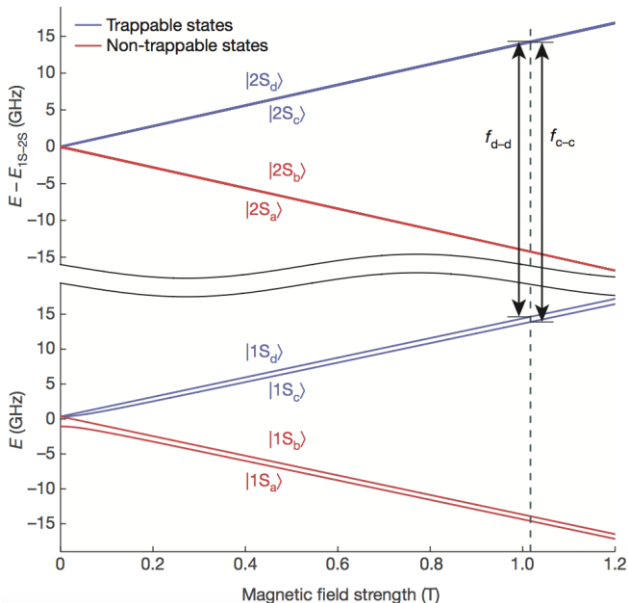 Trappable states
Non-trappable states
E − E1S–2S (GHz)
15
10
5
0
−5
−10
−15
|2Sd⟩
|2Sc⟩
|2Sb⟩
|2Sa⟩
fd–d
fc–c
E (GHz)
15
10
5
0
−5
−10
−15
|1Sd⟩
|1Sc⟩
|1Sb⟩
|1Sa⟩
0
0.2
0.4
0.6
0.8
1.0
1.2
Magnetic field strength (T)